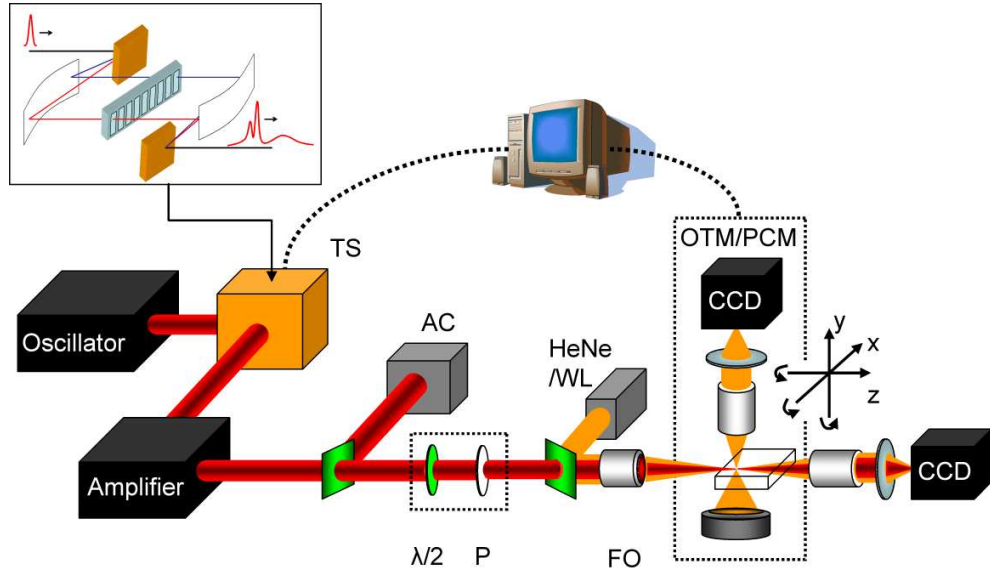 TS
OTM/PCM
CCD
y
x
z
Oscillator
AC
HeNe
/WL
Amplifier
CCD
λ/2
P
FO